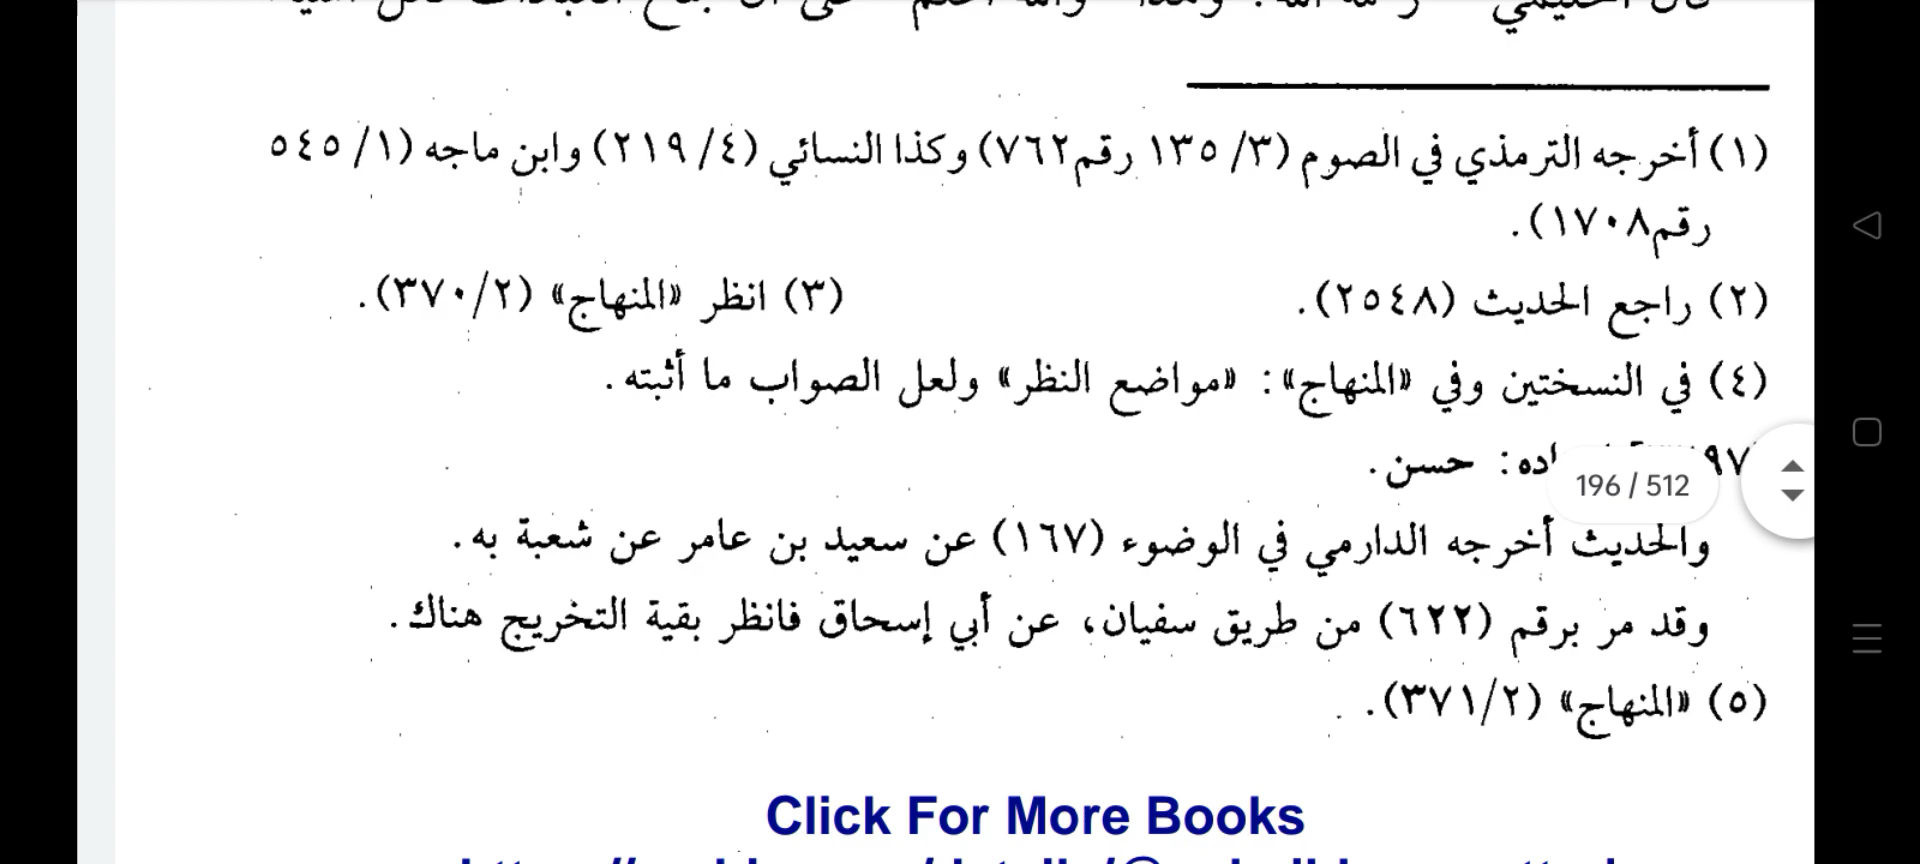 (١) أخرجه الترمذي في الصوم (٣/ ١٣٥ رقم٧٦٢) وكذا النسائي (٤/ ٢١٩) وابن ماجه (١/ ٥٤٥
رقم١٧٠٨).
(٢) راجع الحديث (٢٥٤٨). (٣) انظر «المنهاج» (٢/ ٣٧٠).
(٤) في النسختين وفي «المنهاج»: «مواضع النظر» ولعل الصواب ما أثبته.
حسن.
196 / 512
والحديث أخرجه الدارمي في الوضوء (١٦٧) عن سعيد بن عامر عن شعبة به.
وقد مر برقم (٦٢٢) من طريق سفيان، عن أبي إسحاق فانظر بقية التخريج هناك.
(٥) «المنهاج» (٢/ ٣٧١).
Click For More Books